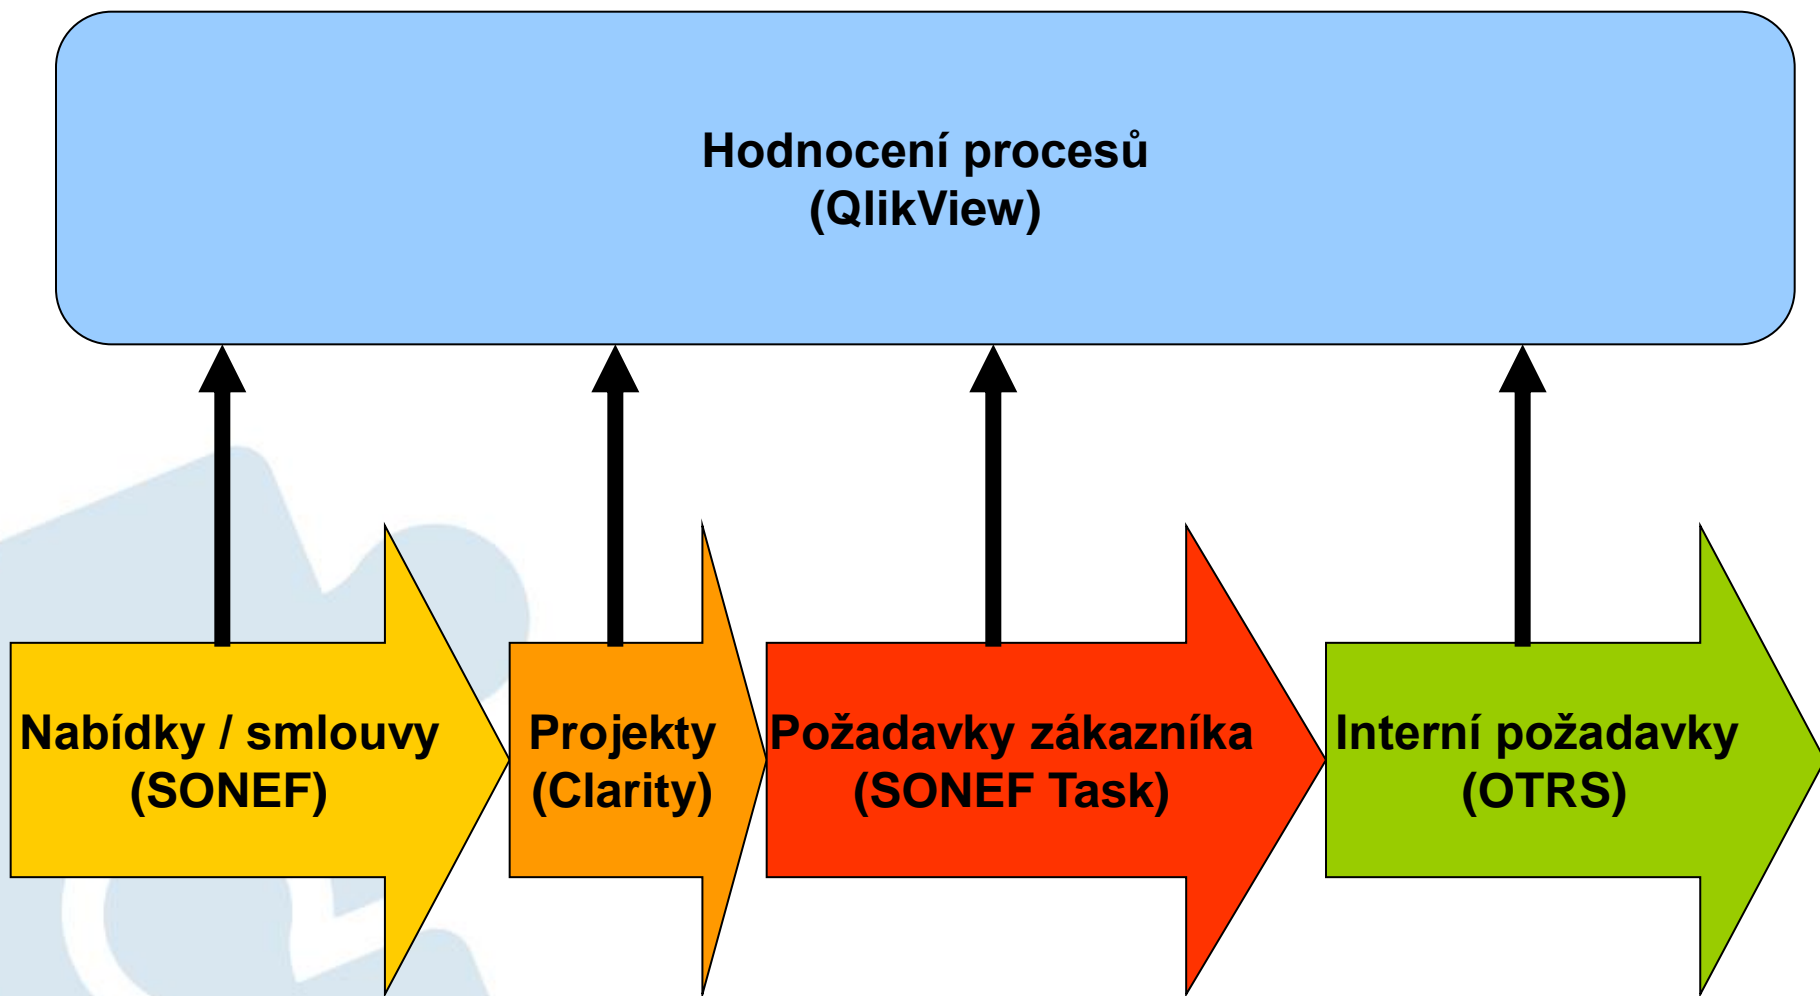 Hodnocení procesů
(QlikView)
Nabídky / smlouvy
(SONEF)
Projekty
(Clarity)
Požadavky zákazníka
(SONEF Task)
Interní požadavky
(OTRS)